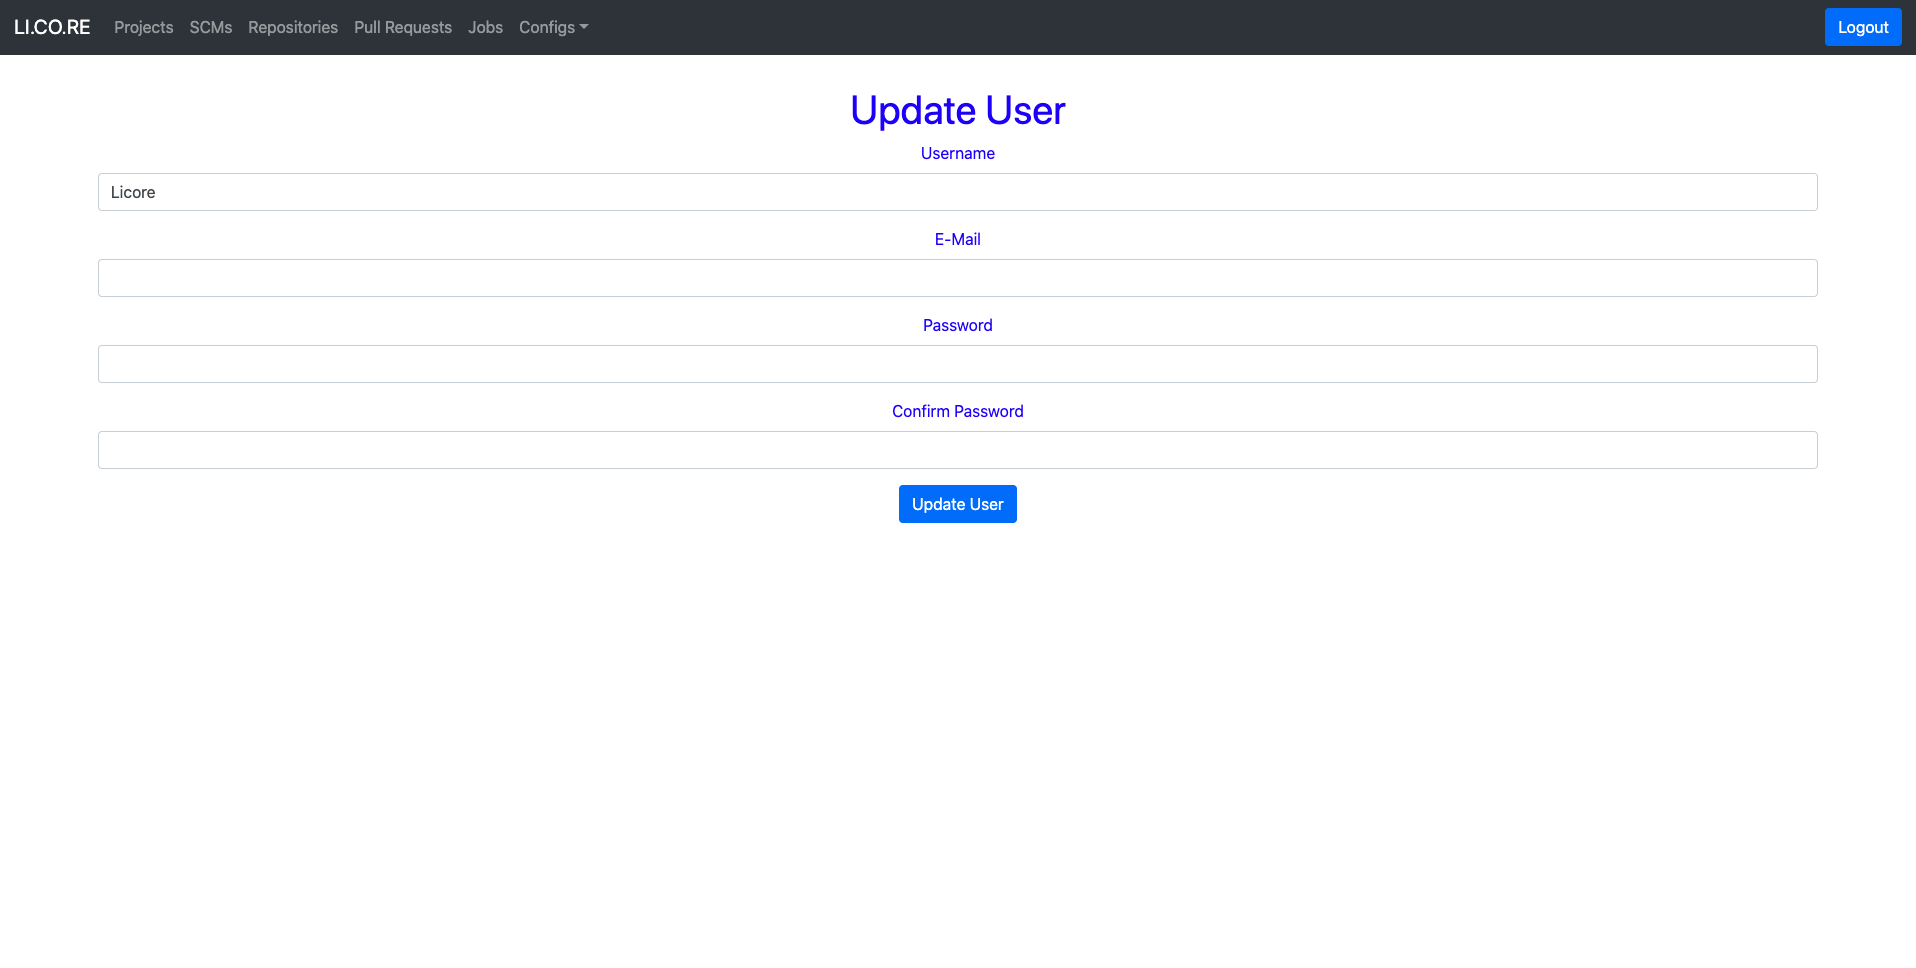 LI.CO.RE Projects SCMs Repositories Pull Requests Jobs Configs Logout
Update User
Username
Licore
E-Mail
Password
Confirm Password
Update User